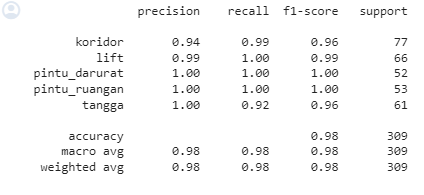 precision recall f1-score support
koridor 0.94 0.99 0.96 77
lift 0.99 1.00 0.99 66
pintu_darurat 1.00 1.00 1.00 52
pintu_ruangan 1.00 1.00 1.00 53
tangga 1.00 0.92 0.96 61
accuracy 0.98 309
macro avg 0.98 0.98 0.98 309
weighted avg 0.98 0.98 0.98 309